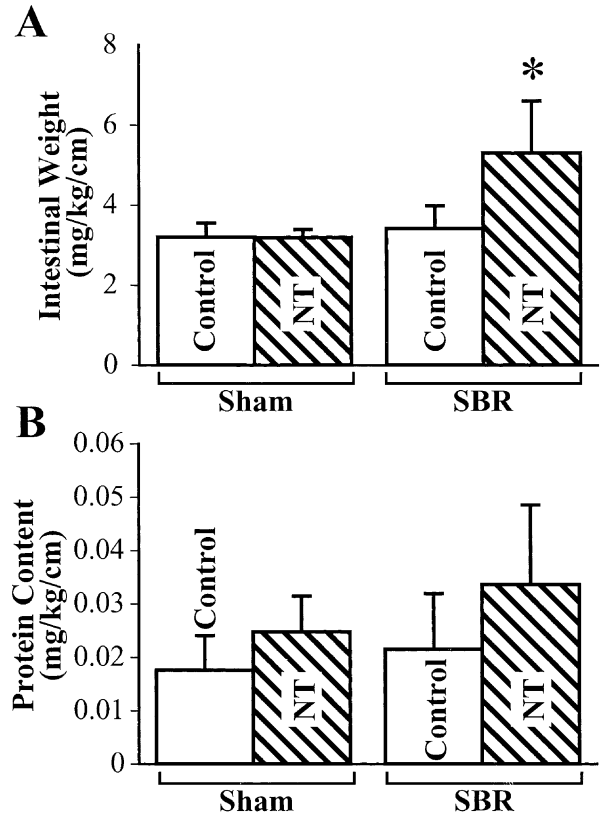 A
Intestinal Weight
(mg/kg/cm)
8
6
4
2
0
*
Control
NT
Control
NT
Sham
SBR
B
Protein Content
(mg/kg/cm)
0.06
0.05
0.04
0.03
0.02
0.01
0
Control
NT
Control
NT
Sham
SBR